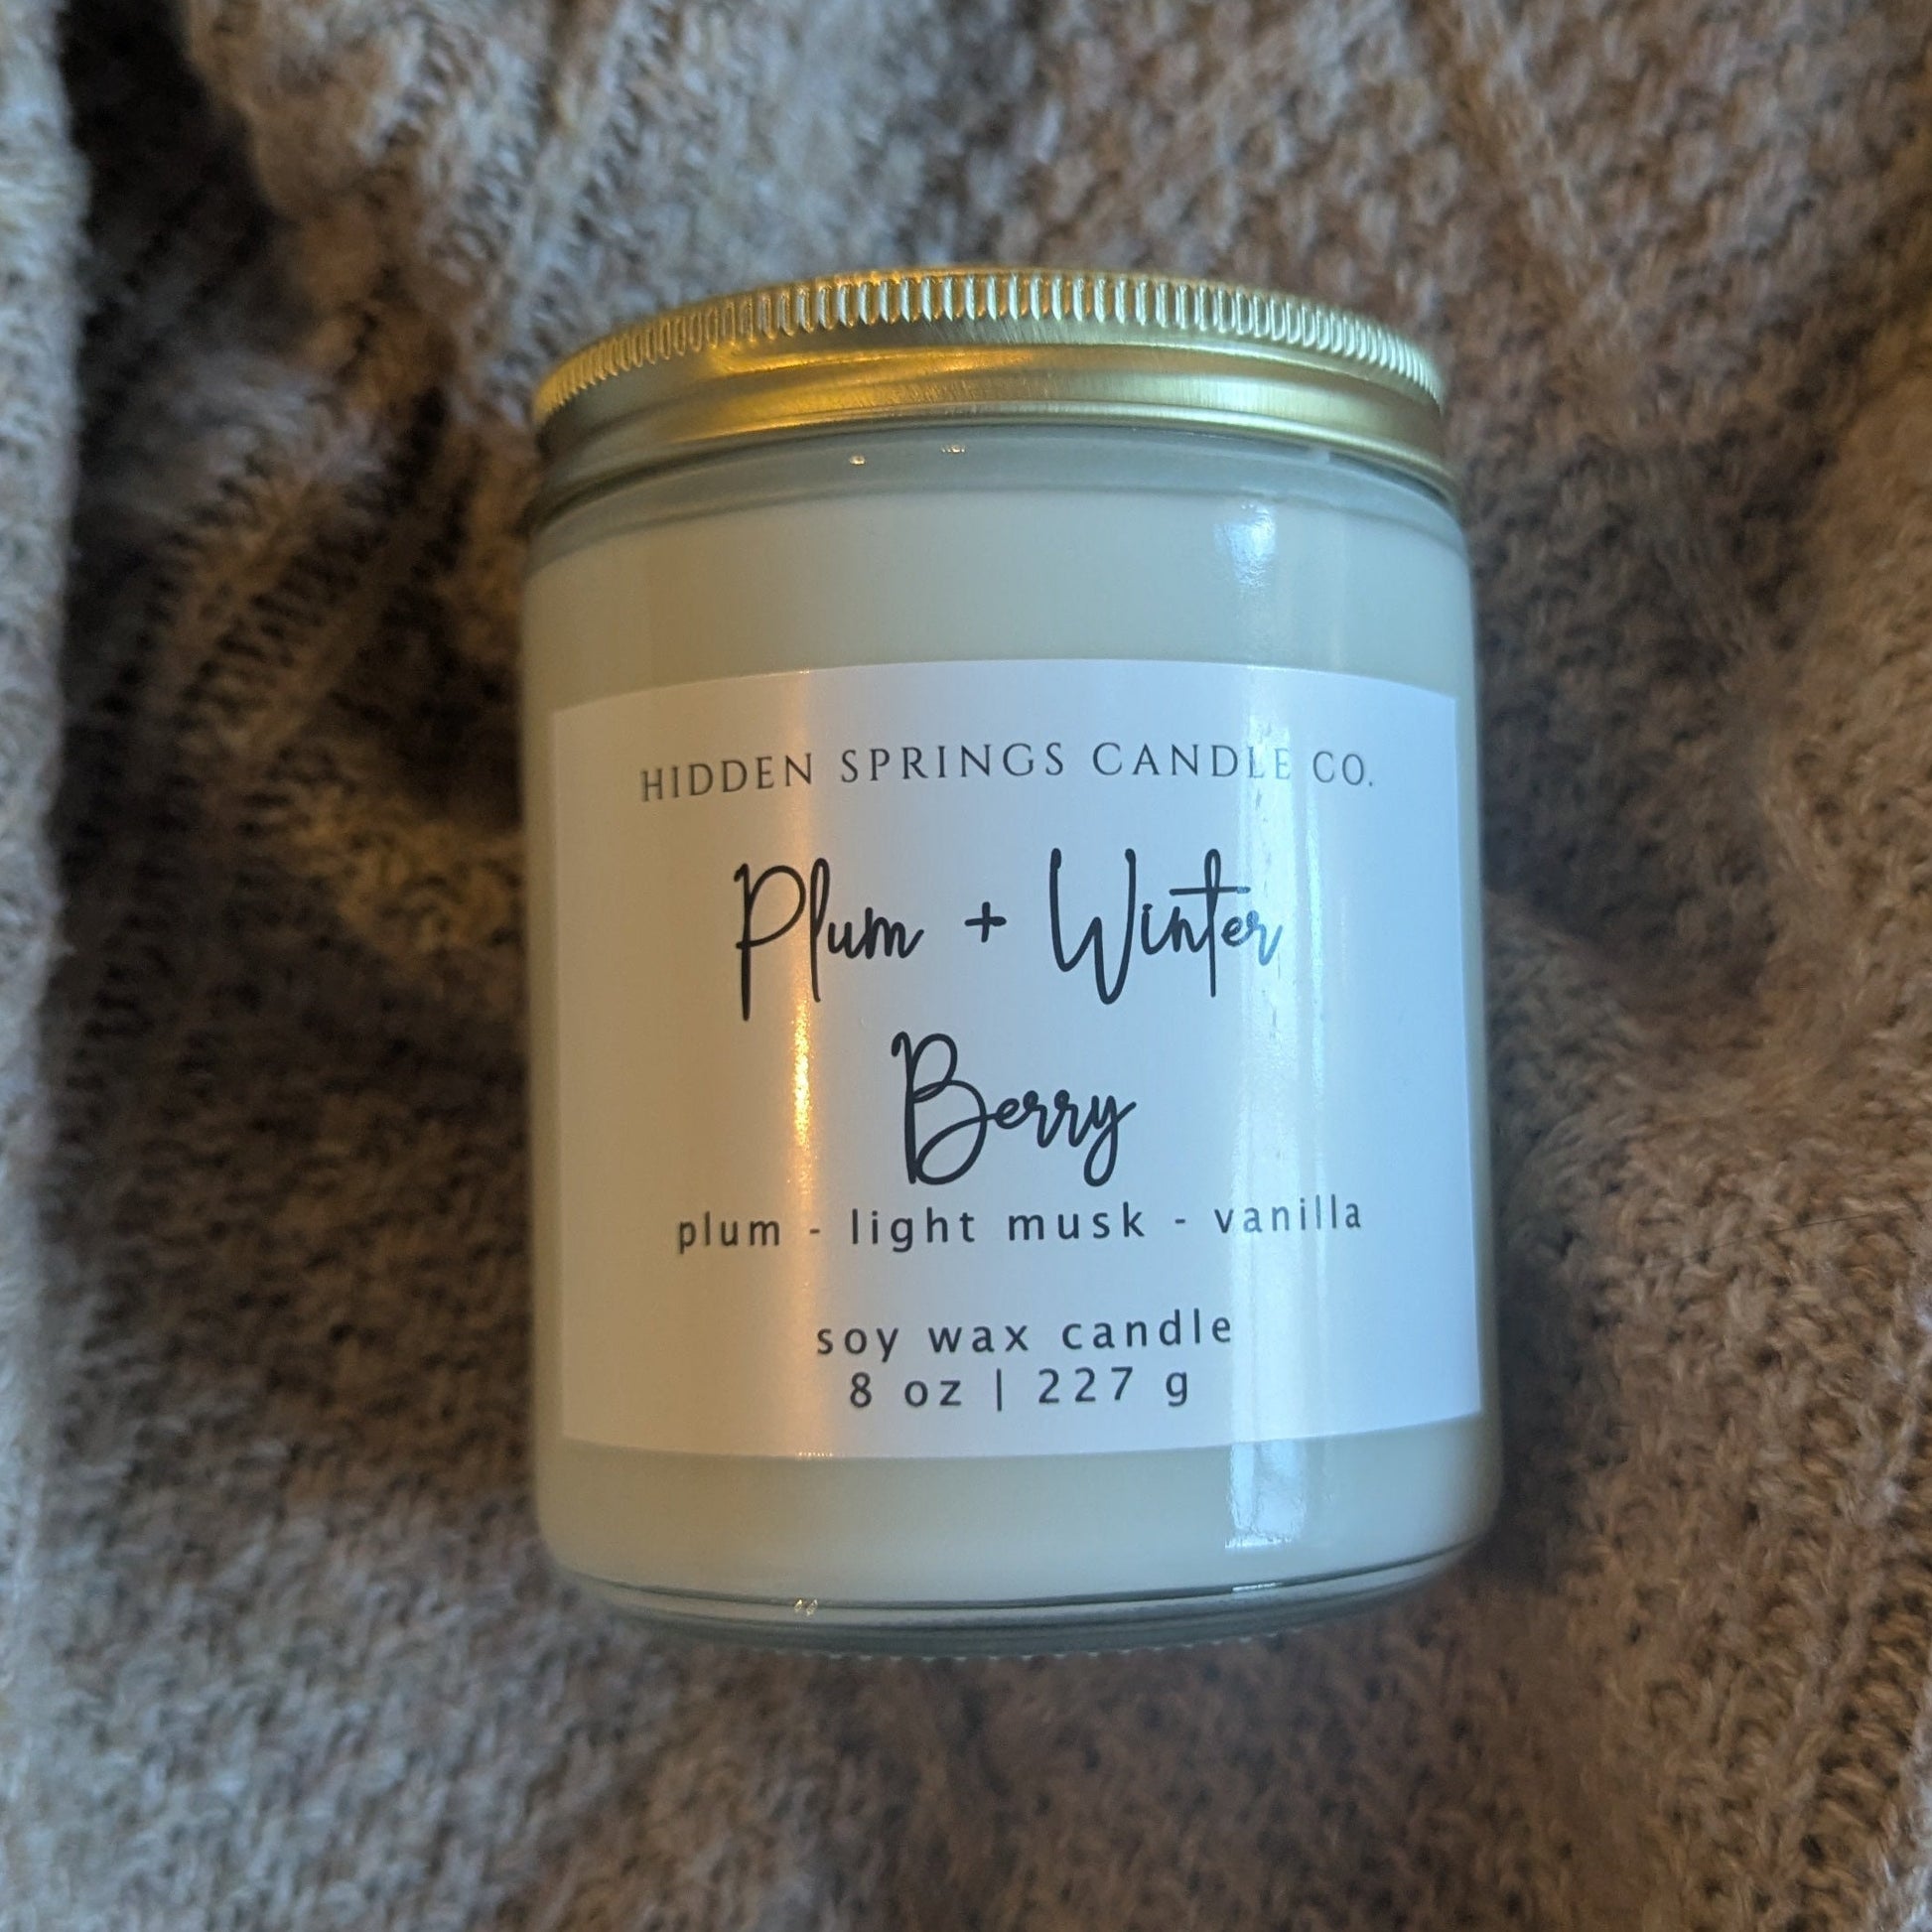 HIDDEN SPRINGS CANDLE CO.
Plum + Winter
Berry
plum - light musk - vanilla
soy wax candle
8 oz | 227 g